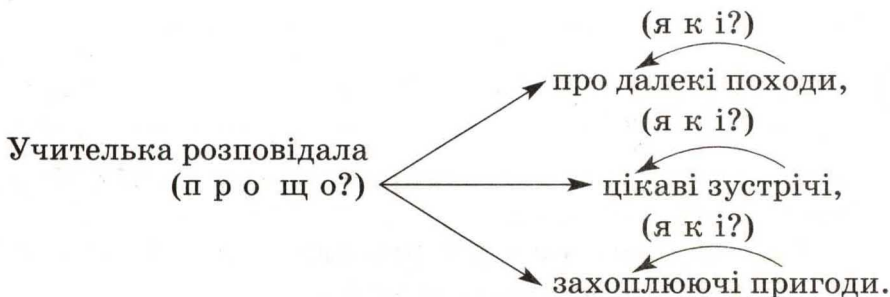 (я к і?)
про далекі походи,
(я к і?)
Учителька розповідала
(п р о  щ о?)
цікаві зустрічі,
(я к і?)
захоплюючі пригоди.